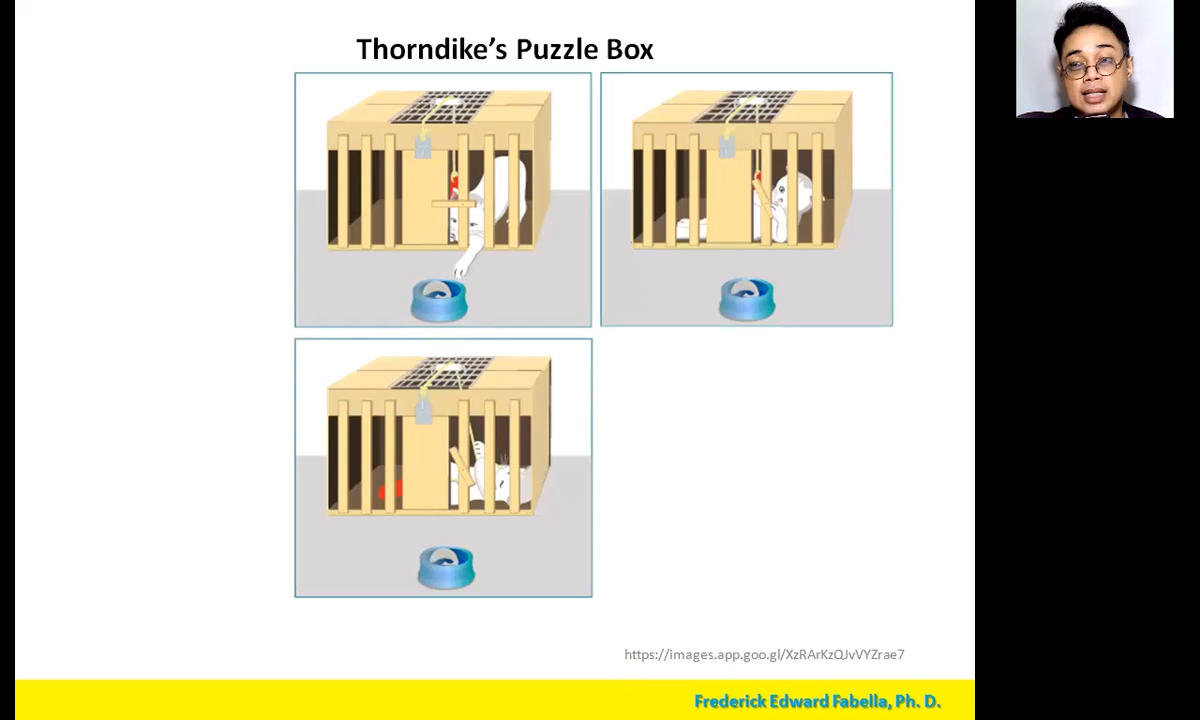 Thorndike’s Puzzle Box
https://images.app.goo.gl/XzRArKzQJvVYZrae7
Frederick Edward Fabella, Ph. D.